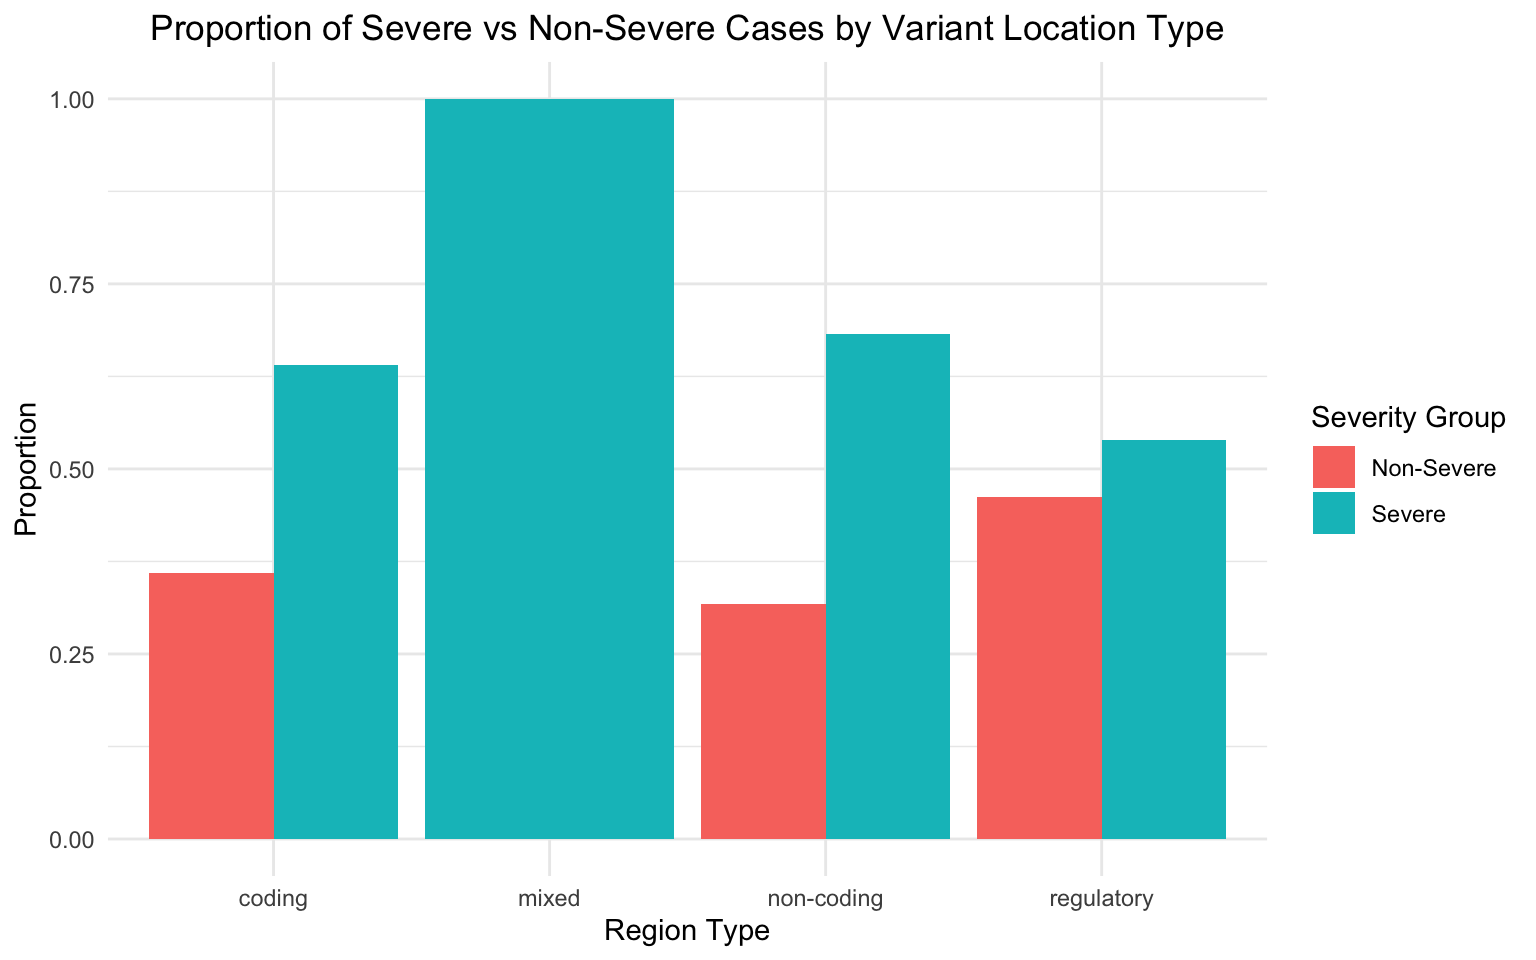 Proportion of Severe vs Non-Severe Cases by Variant Location Type
1.00
0.75
0.50
0.25
0.00
Proportion
coding
mixed
non-coding
regulatory
Region Type
Severity Group
Non-Severe
Severe